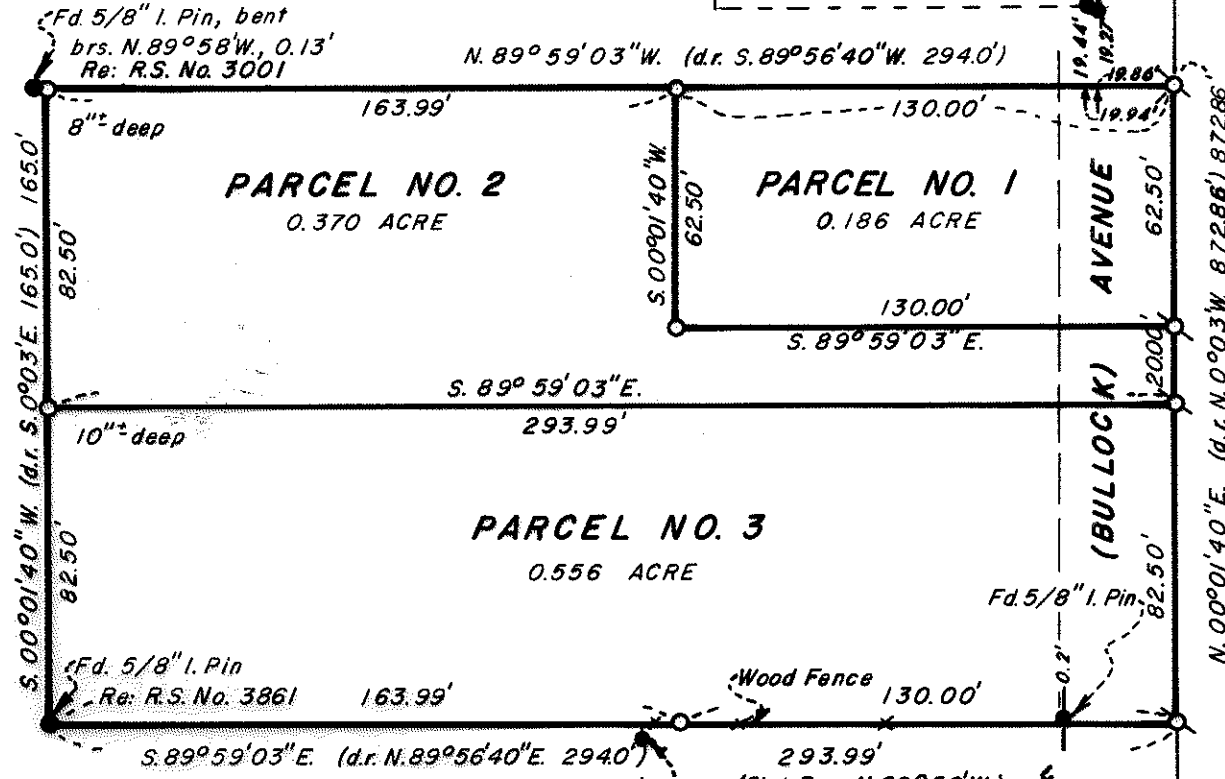 Fd. 5/8" I. Pin, bent
brs. N.89°58'W., 0.13'
Re: R.S. No. 3001
N. 89°59'03"W. (d.r. S.89°56'40"W. 294.0')
19.44'
19.27'
19.86'
19.94'
163.99'
130.00'
8"± deep
PARCEL NO. 2
0.370 ACRE
S. 00°01'40"W.
62.50'
PARCEL NO. 1
0.186 ACRE
AVENUE
62.50'
130.00'
S. 89°59'03"E.
20.00'
82.50'
S. 89°59'03"E.
293.99'
10"± deep
(BULLOCK)
PARCEL NO. 3
0.556 ACRE
82.50'
82.50'
Fd. 5/8" I. Pin
0.2'
S. 00°01'40"W. (d.r. S. 0°03'E. 165.0') 165.0'
N. 00°01'40"E. (d.r. N. 0°03'W 872.86') 872.86'
Fd. 5/8" I. Pin
Re: R.S. No. 3861
163.99'
Wood Fence
130.00'
S.89°59'03"E. (d.r. N.89°56'40"E. 294.0')
293.99'